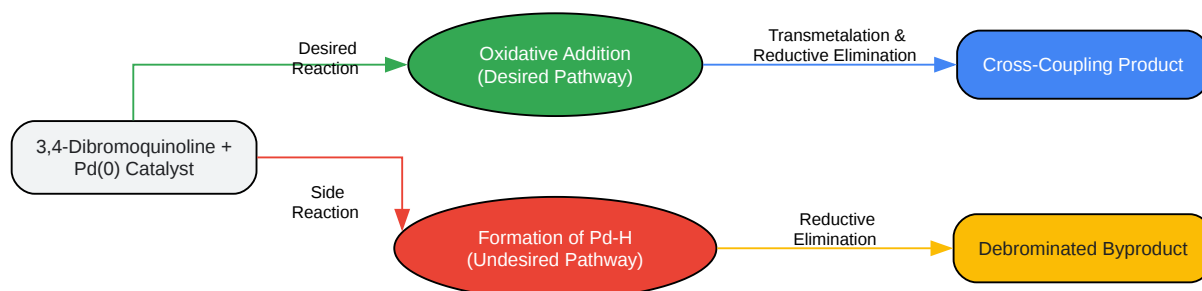 Desired
Reaction
Oxidative Addition
(Desired Pathway)
Transmetalation &
Reductive Elimination
Cross-Coupling Product
3,4-Dibromoquinoline +
Pd(0) Catalyst
Side
Reaction
Formation of Pd-H
(Undesired Pathway)
Reductive
Elimination
Debrominated Byproduct